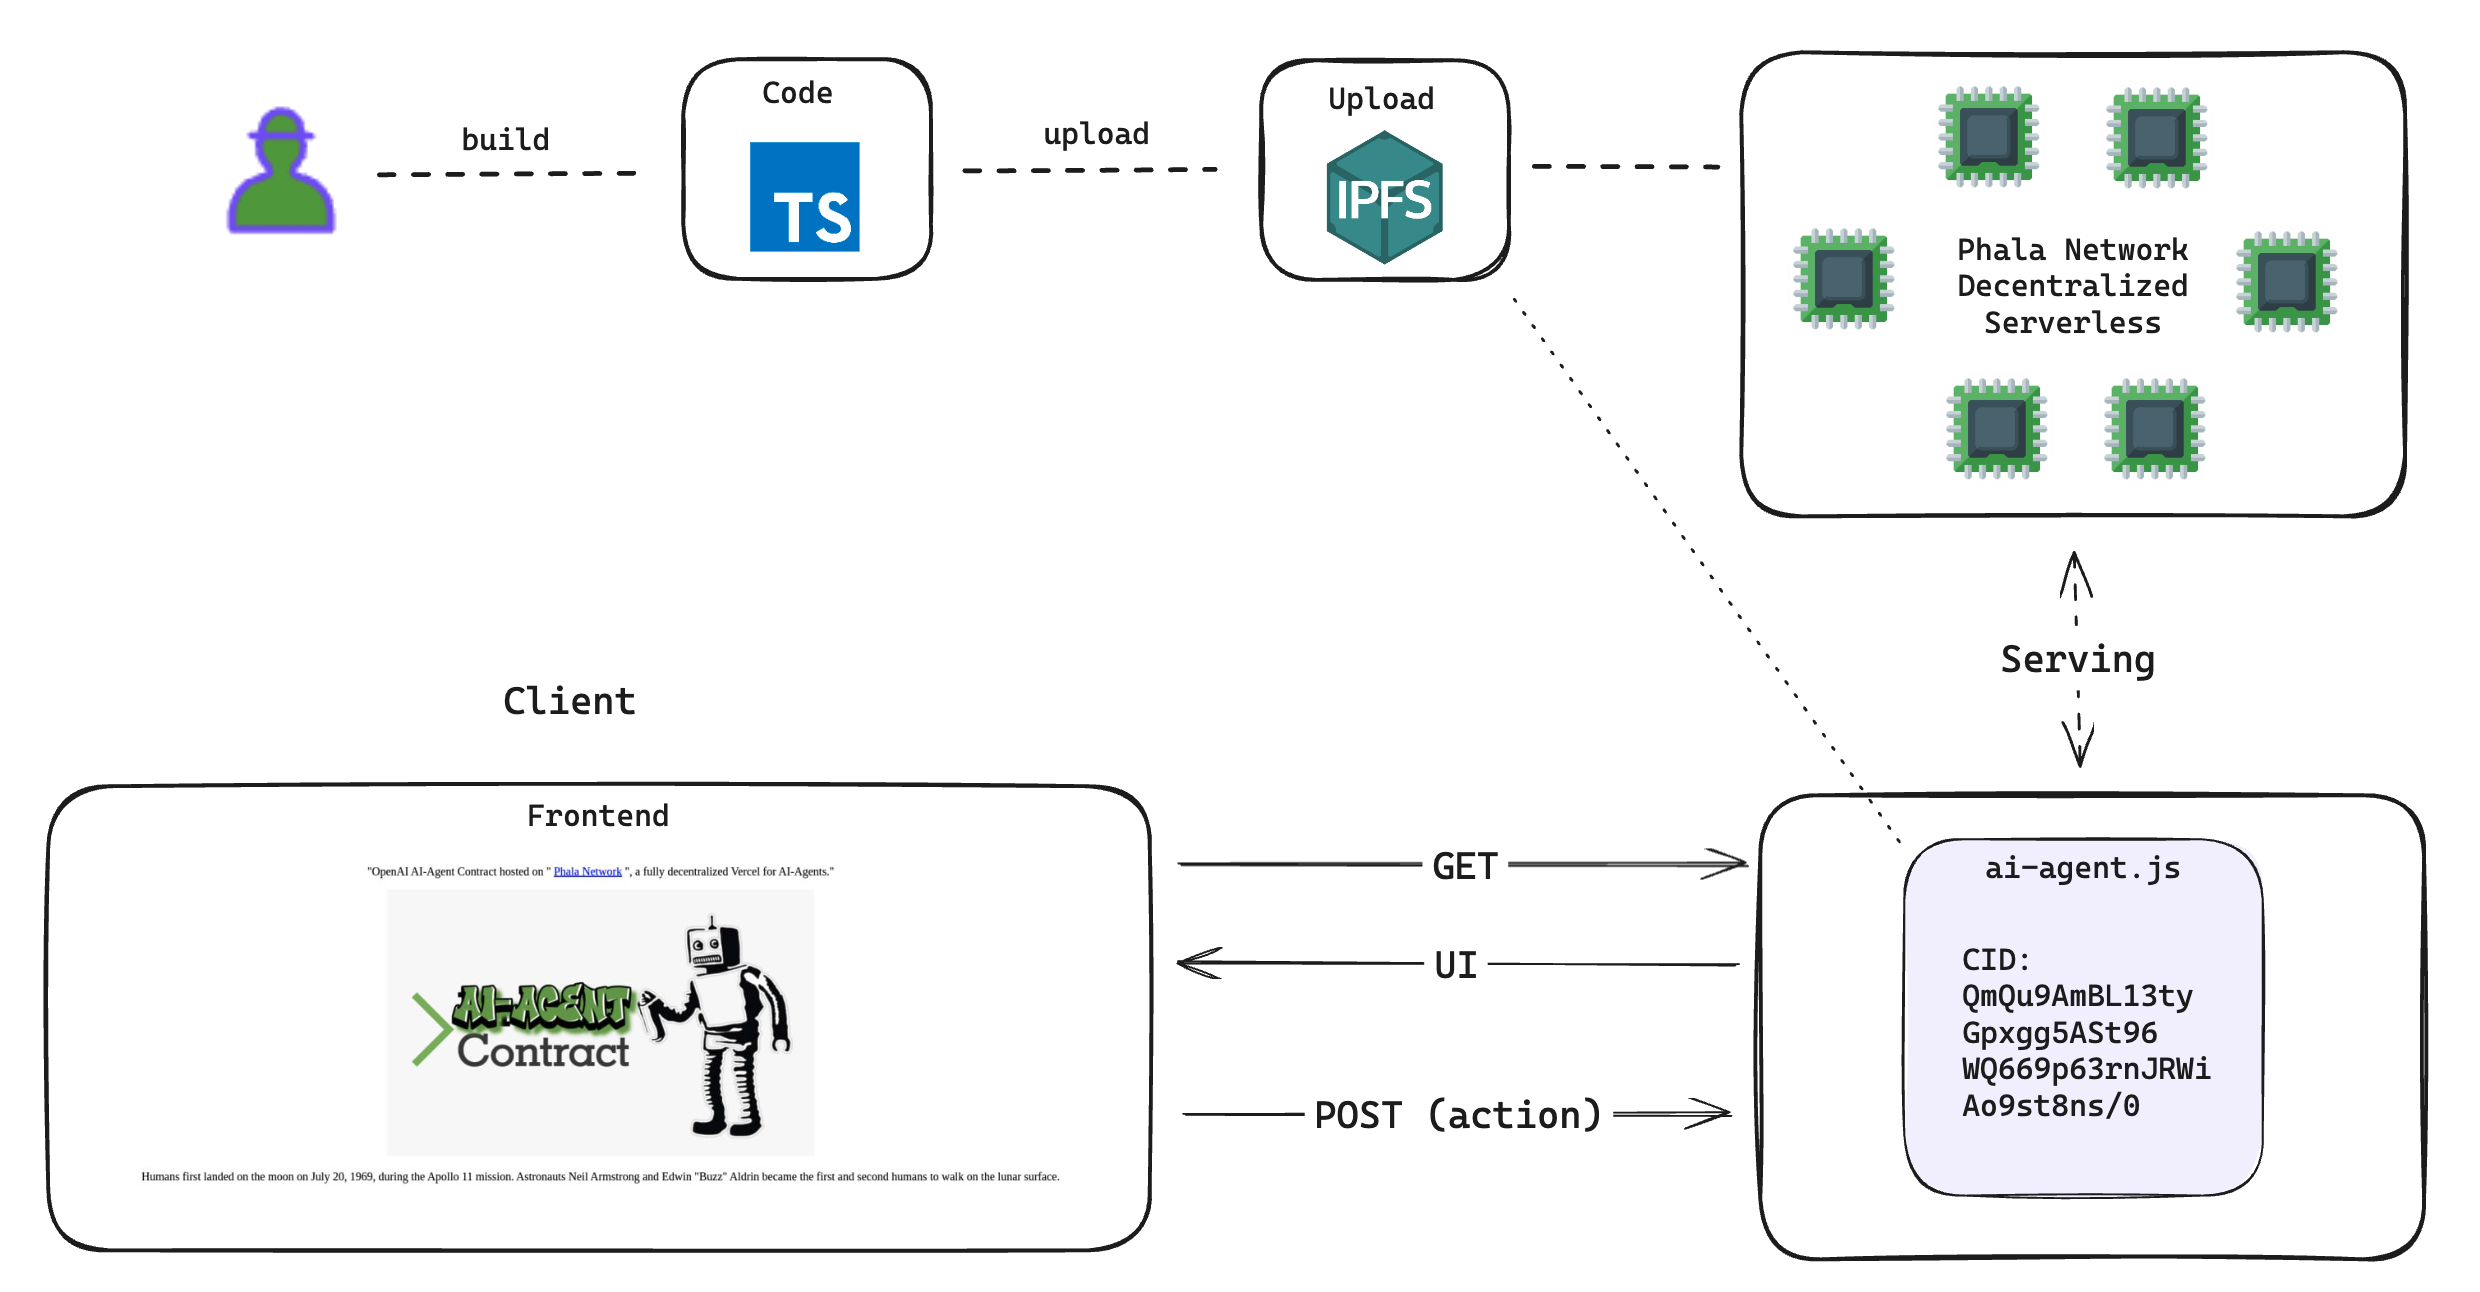 Code
build
TS
upload
Upload
IPFS
Phala Network
Decentralized
Serverless
Serving
Client
Frontend
"OpenAI AI-Agent Contract hosted on " Phala Network ", a fully decentralized Vercel for AI-Agents."
AI-AGENT
Contract
Humans first landed on the moon on July 20, 1969, during the Apollo 11 mission. Astronauts Neil Armstrong and Edwin "Buzz" Aldrin became the first and second humans to walk on the lunar surface.
GET
UI
POST (action)
ai-agent.js
CID:
QmQu9AmBL13ty
Gpxgg5ASt96
WQ669p63rnJRWi
Ao9st8ns/0